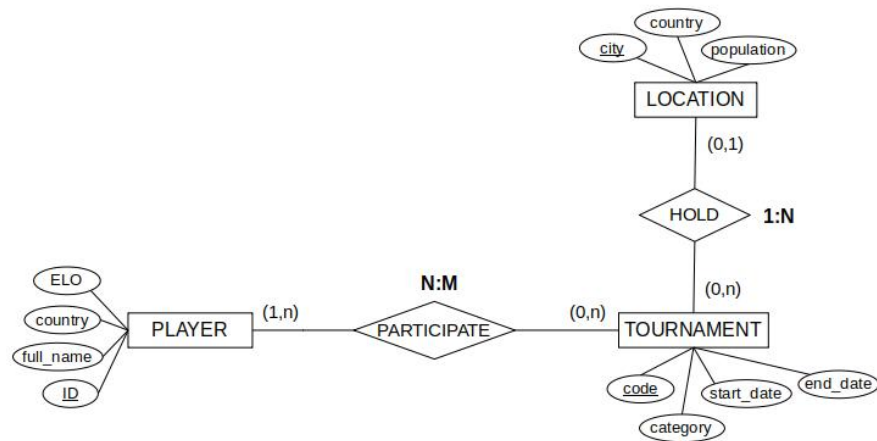 country
city
population
LOCATION
(0,1)
HOLD
1:N
ELO
N:M
(0,n)
country
(1,n)
(0,n)
PLAYER
PARTICIPATE
TOURNAMENT
full_name
ID
code
start_date
end_date
category